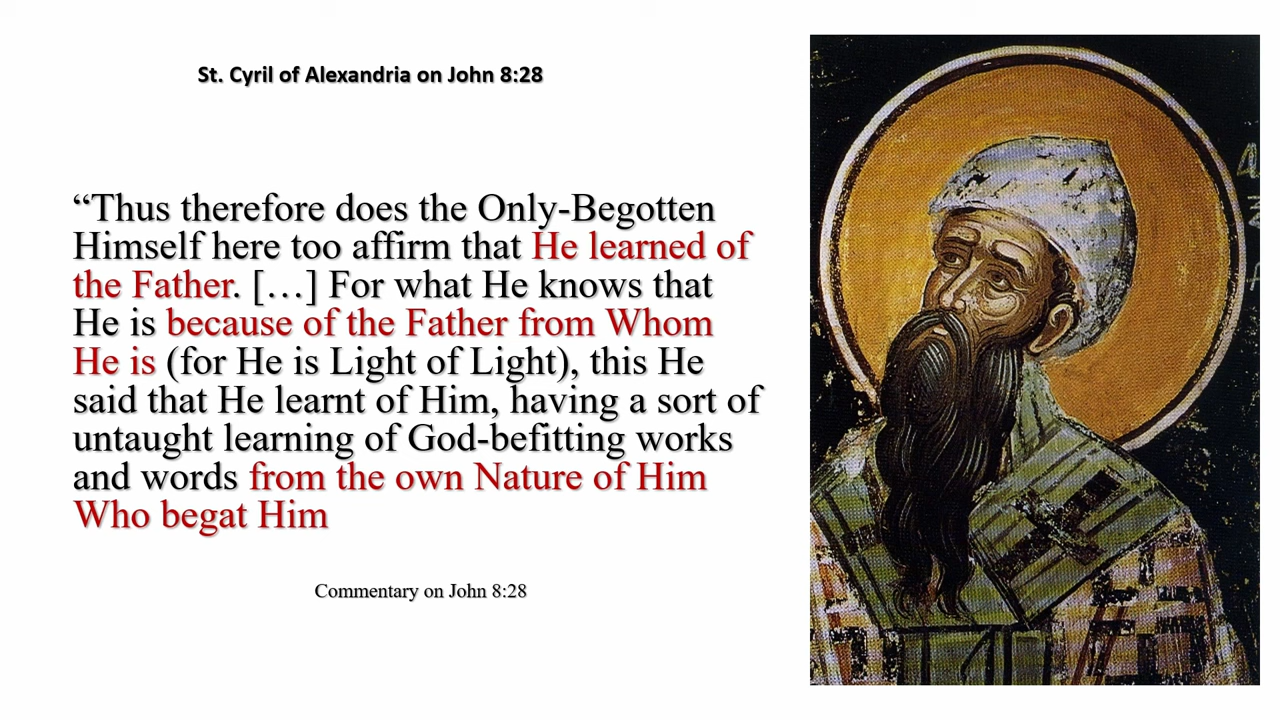 St. Cyril of Alexandria on John 8:28
“Thus therefore does the Only-Begotten
Himself here too affirm that He learned of
the Father. […] For what He knows that
He is because of the Father from Whom
He is (for He is Light of Light), this He
said that He learnt of Him, having a sort of
untaught learning of God-befitting works
and words from the own Nature of Him
Who begat Him
Commentary on John 8:28